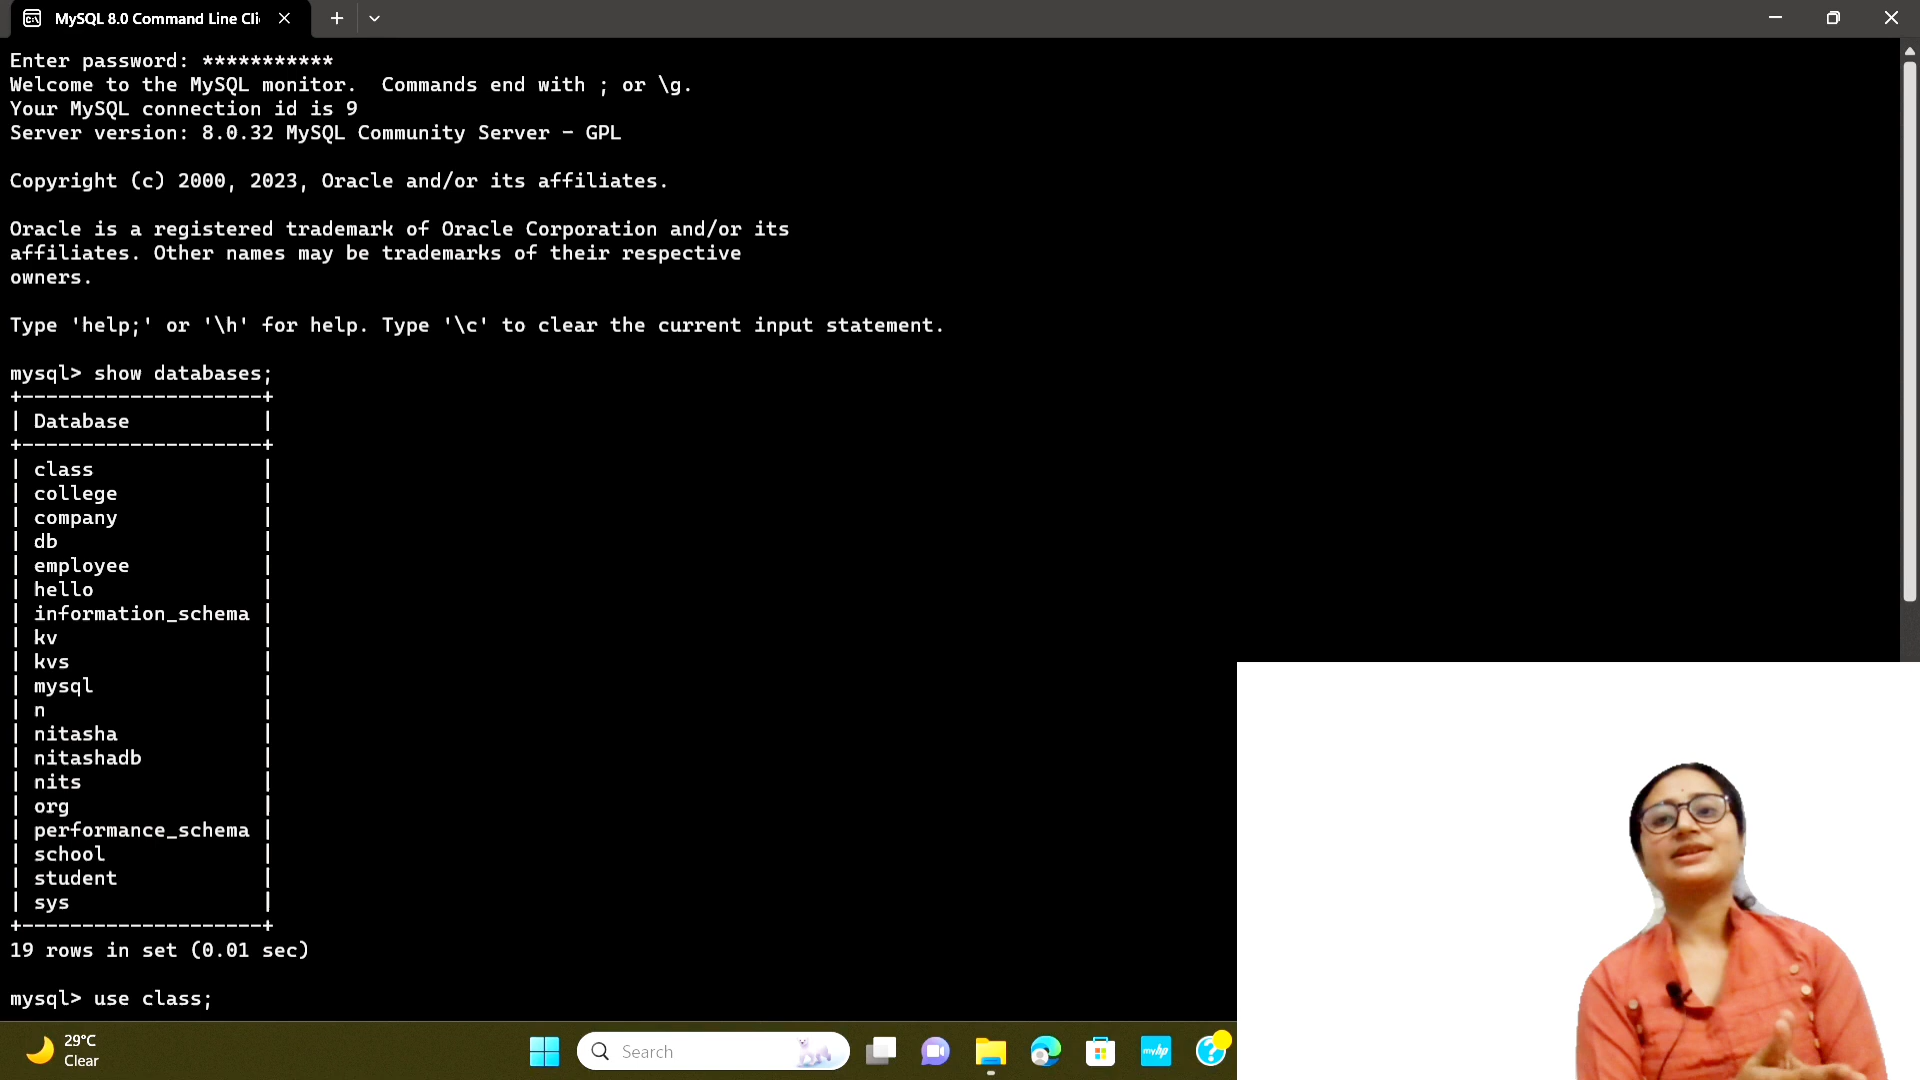 MySQL 8.0 Command Line Cli
Enter password: ***********
Welcome to the MySQL monitor.  Commands end with ; or \g.
Your MySQL connection id is 9
Server version: 8.0.32 MySQL Community Server - GPL
Copyright (c) 2000, 2023, Oracle and/or its affiliates.
Oracle is a registered trademark of Oracle Corporation and/or its
affiliates. Other names may be trademarks of their respective
owners.
Type 'help;' or '\h' for help. Type '\c' to clear the current input statement.
mysql> show databases;
+--------------------+
| Database           |
+--------------------+
| class              |
| college            |
| company            |
| db                 |
| employee           |
| hello              |
| information_schema |
| kv                 |
| kvs                |
| mysql              |
| n                  |
| nitasha            |
| nitashadb          |
| nits               |
| org                |
| performance_schema |
| school             |
| student            |
| sys                |
+--------------------+
19 rows in set (0.01 sec)
mysql> use class;
29°C
Clear
Search
myhp